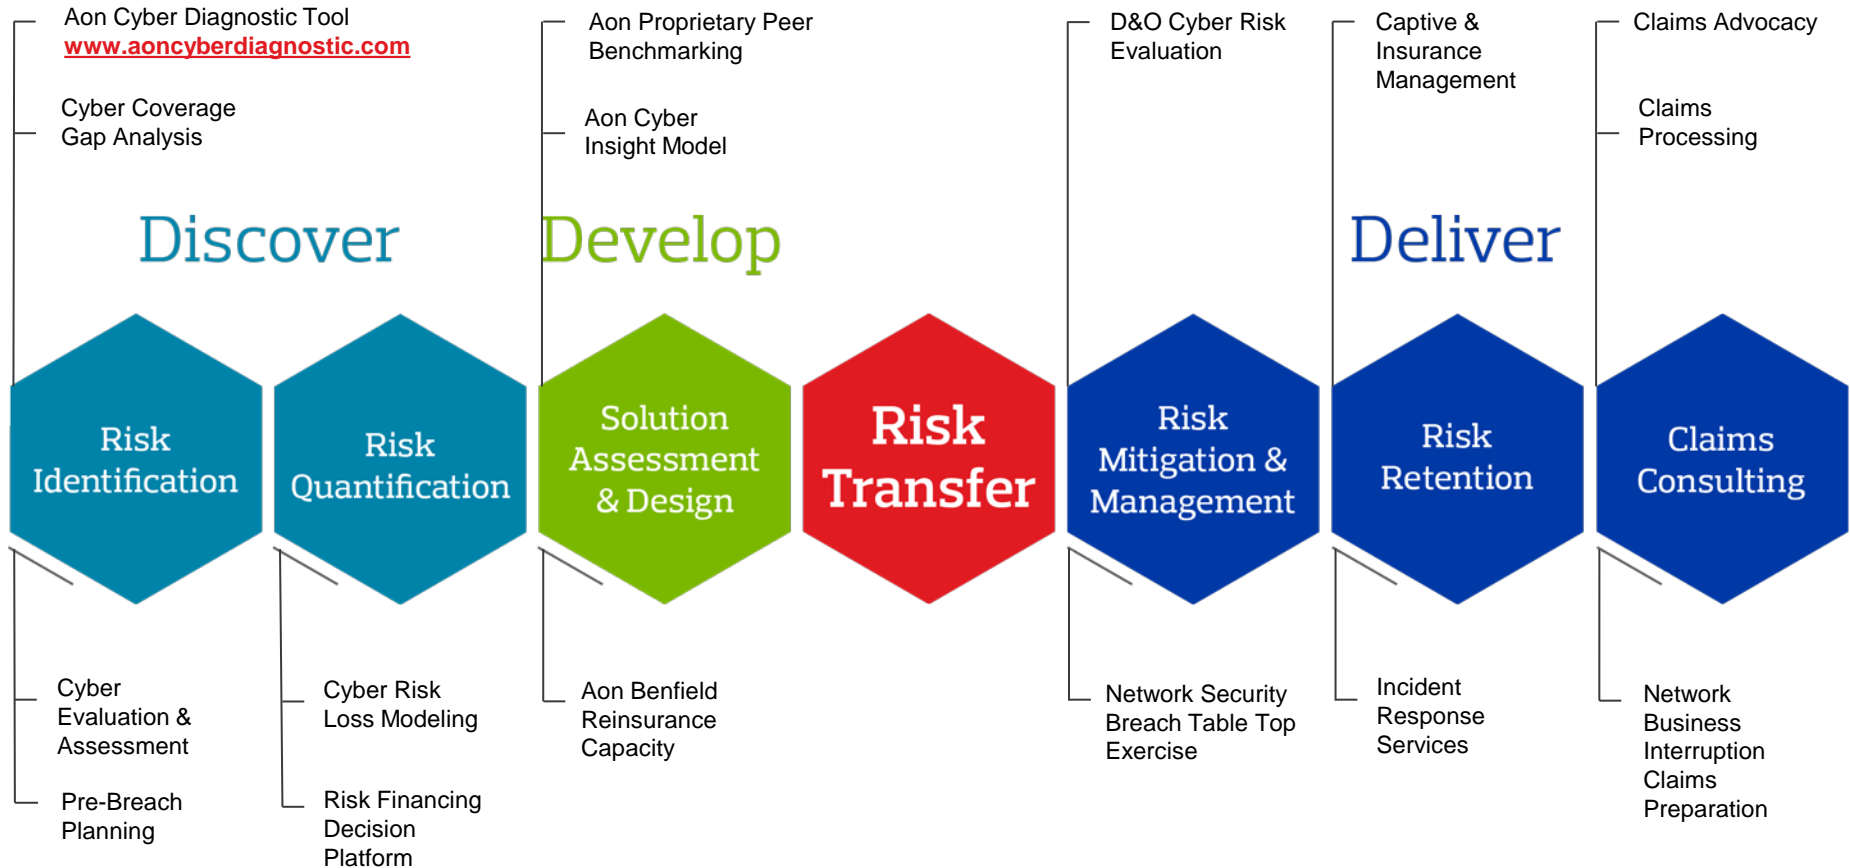 Aon Cyber Diagnostic Tool
www.aoncyberdiagnostic.com
Cyber Coverage
Gap Analysis
Aon Proprietary Peer
Benchmarking
Aon Cyber
Insight Model
D&O Cyber Risk
Evaluation
Captive &
Insurance
Management
Claims Advocacy
Claims
Processing
Discover
Develop
Deliver
Risk
Identification
Risk
Quantification
Solution
Assessment
& Design
Risk
Transfer
Risk
Mitigation &
Management
Risk
Retention
Claims
Consulting
Cyber
Evaluation &
Assessment
Pre-Breach
Planning
Cyber Risk
Loss Modeling
Risk Financing
Decision
Platform
Aon Benfield
Reinsurance
Capacity
Network Security
Breach Table Top
Exercise
Incident
Response
Services
Network
Business
Interruption
Claims
Preparation